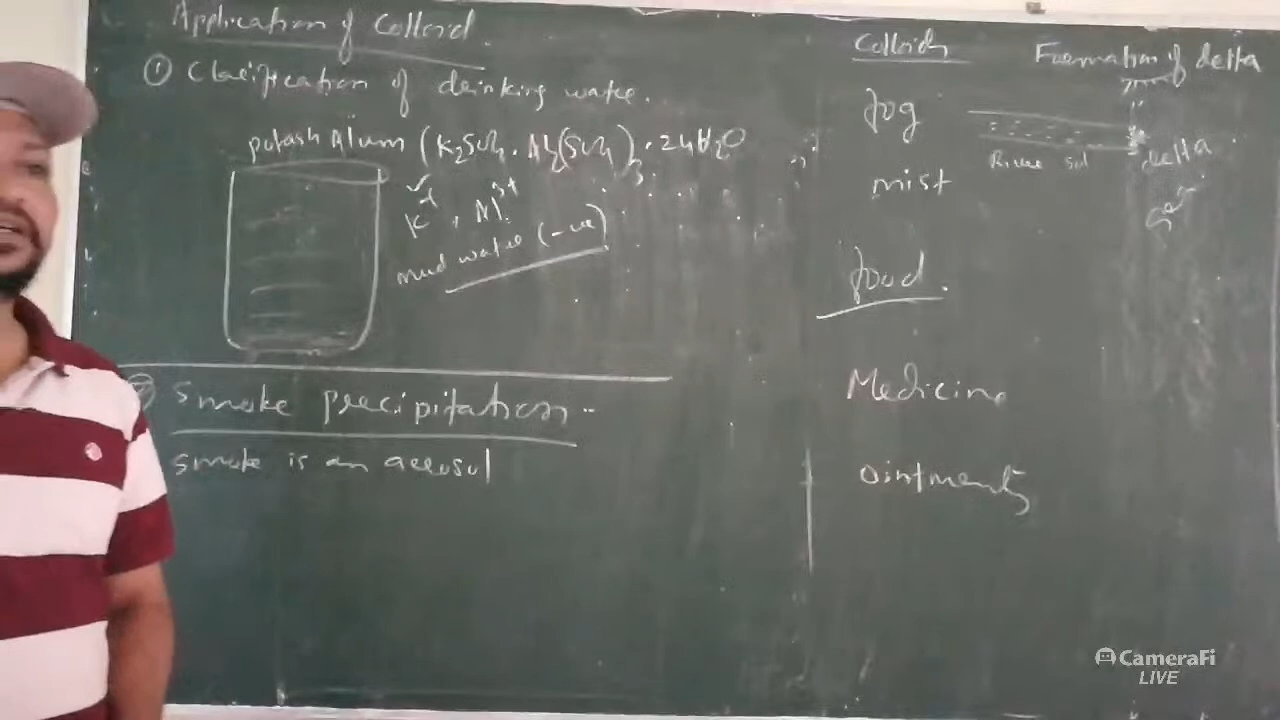 Application of Colloid.
① Clarification of drinking water.
potash Alum (K₂SO₄. Al₂(SO₄)₃. 24H₂O
K⁺, Al³⁺
mud water (-ve)
② Smoke precipitation
Smoke is an aerosol
Colloids
fog
mist
food.
Medicine
Ointments
Formation of delta
River sol
delta
Sea
CameraFi
LIVE